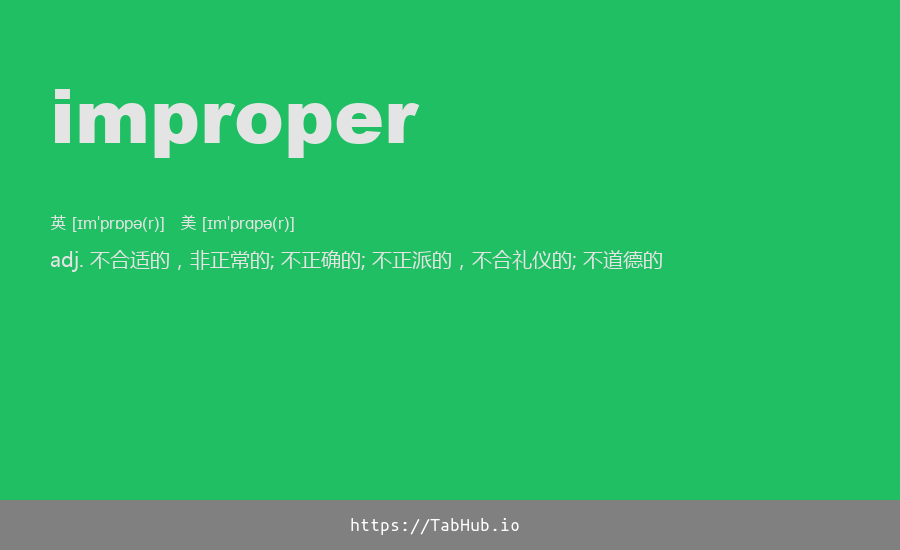 improper
英 [ɪm'prɒpə(r)] 美 [ɪm'prɑpə(r)]
adj. 不合适的，非正常的; 不正确的; 不正派的，不合礼仪的; 不道德的
https://TabHub.io